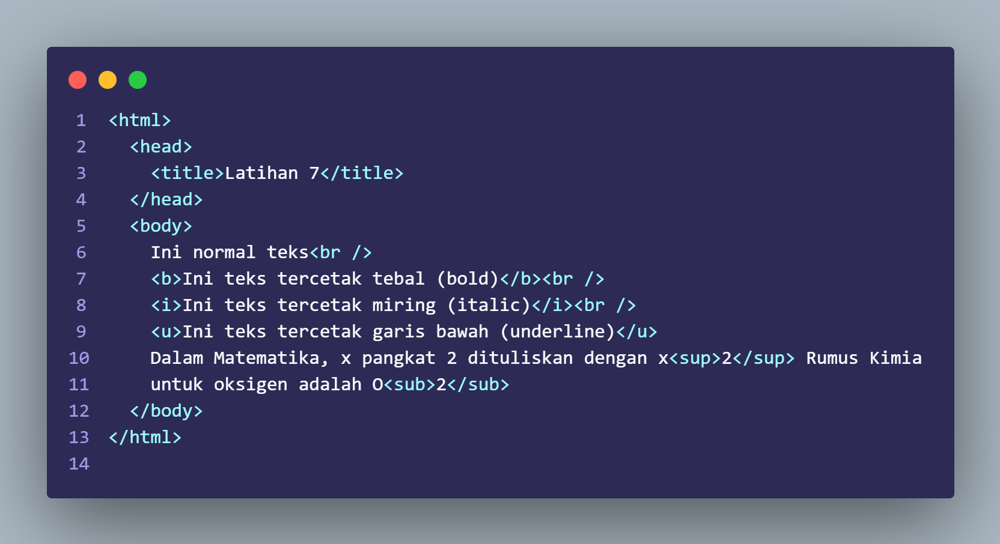 1 <html>
2 <head>
3 <title>Latihan 7</title>
4 </head>
5 <body>
6 Ini normal teks<br />
7 <b>Ini teks tercetak tebal (bold)</b><br />
8 <i>Ini teks tercetak miring (italic)</i><br />
9 <u>Ini teks tercetak garis bawah (underline)</u>
10 Dalam Matematika, x pangkat 2 dituliskan dengan x<sup>2</sup> Rumus Kimia
11 untuk oksigen adalah O<sub>2</sub>
12 </body>
13 </html>
14